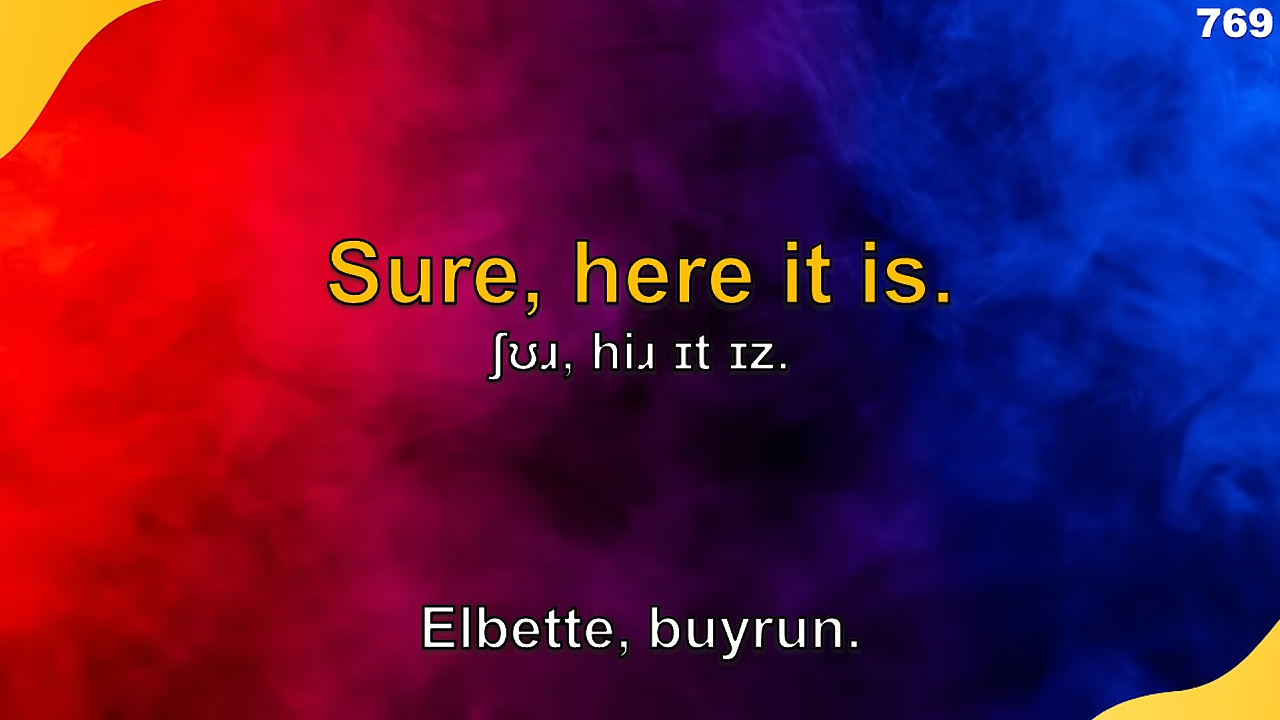 769
Sure, here it is.
ʃʊɹ, hiɹ ɪt ɪz.
Elbette, buyrun.